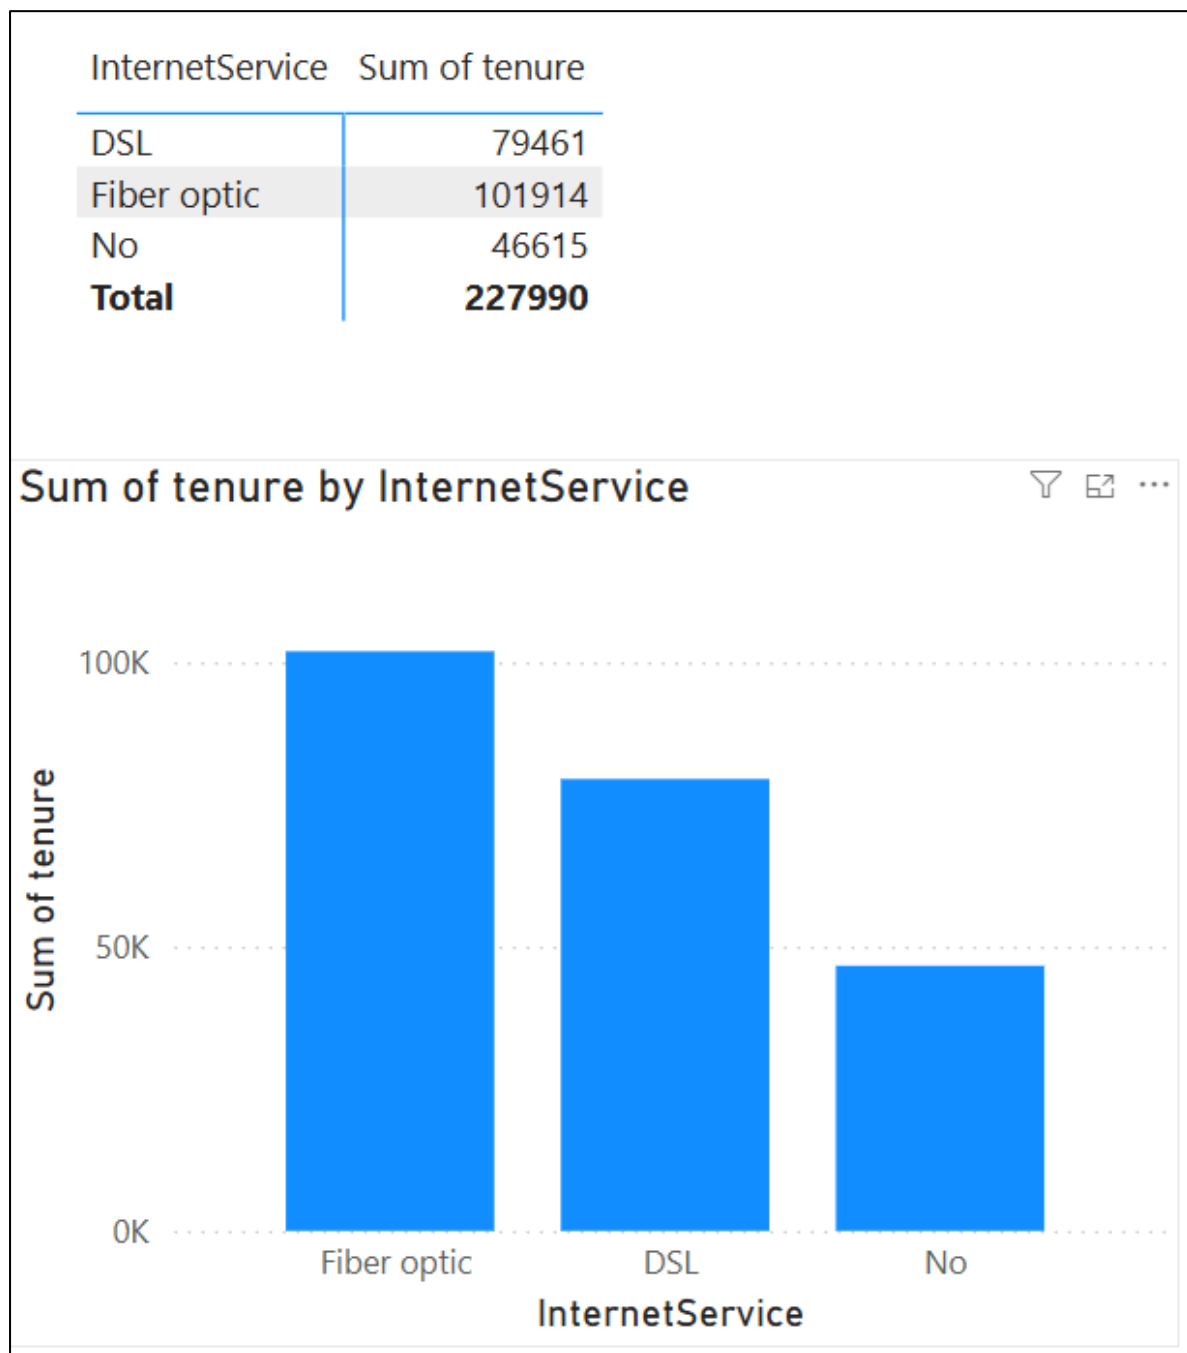 InternetService Sum of tenure
DSL 79461
Fiber optic 101914
No 46615
Total 227990
Sum of tenure by InternetService
100K
50K
0K
Sum of tenure
Fiber optic DSL No
InternetService